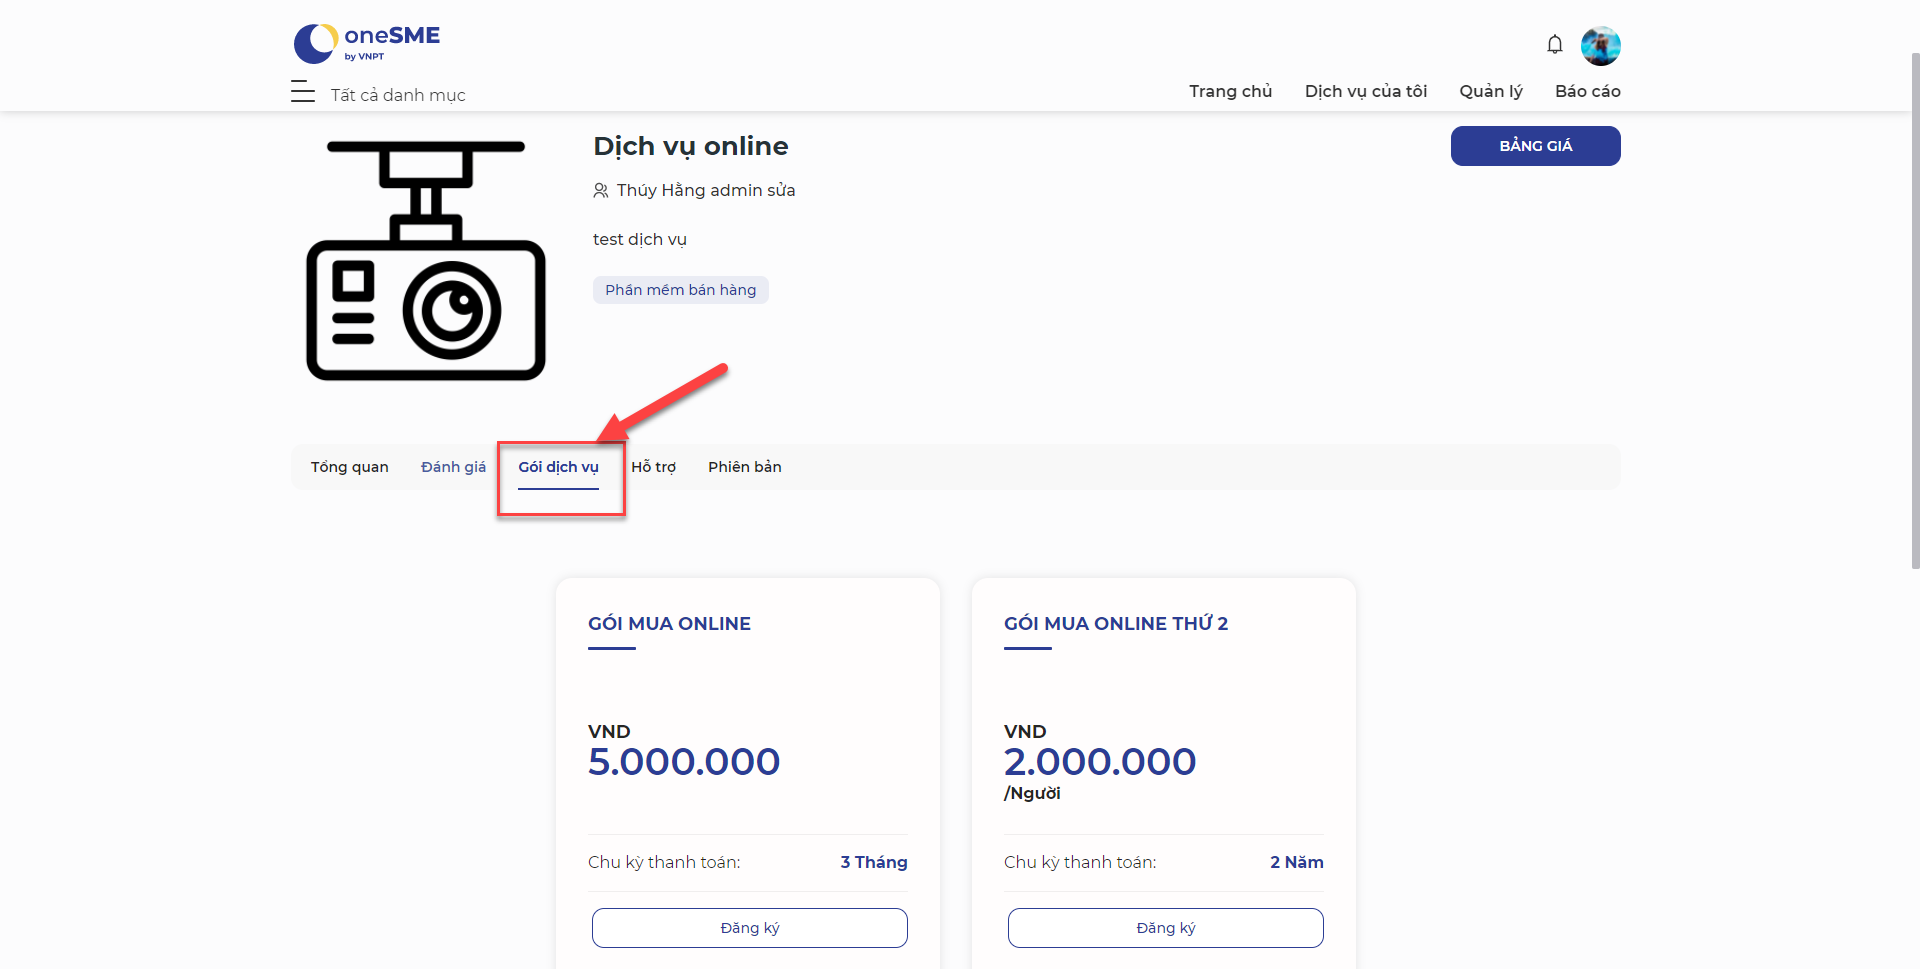 oneSME
by VNPT
Tất cả danh mục
Trang chủ Dịch vụ của tôi Quản lý Báo cáo
Dịch vụ online
BẢNG GIÁ
Thúy Hằng admin sửa
test dịch vụ
Phần mềm bán hàng
Tổng quan Đánh giá Gói dịch vụ Hỗ trợ Phiên bản
GÓI MUA ONLINE
VND
5.000.000
Chu kỳ thanh toán: 3 Tháng
Đăng ký
GÓI MUA ONLINE THỨ 2
VND
2.000.000
/Người
Chu kỳ thanh toán: 2 Năm
Đăng ký